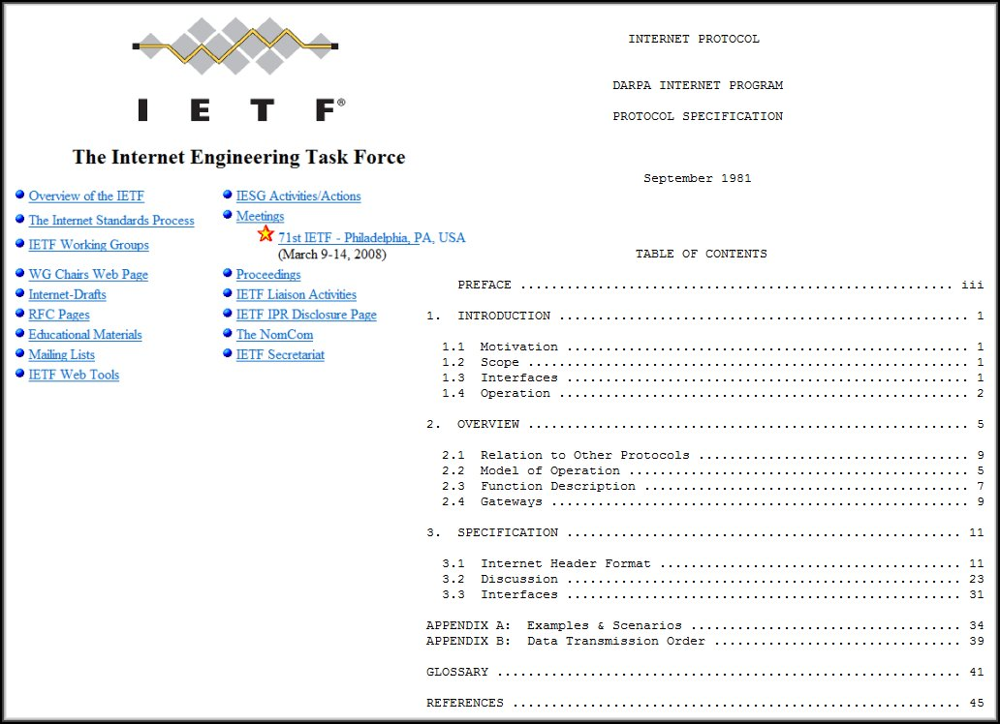 I E T F®
The Internet Engineering Task Force
Overview of the IETF
The Internet Standards Process
IETF Working Groups
WG Chairs Web Page
Internet-Drafts
RFC Pages
Educational Materials
Mailing Lists
IETF Web Tools
IESG Activities/Actions
Meetings
71st IETF - Philadelphia, PA, USA
(March 9-14, 2008)
Proceedings
IETF Liaison Activities
IETF IPR Disclosure Page
The NomCom
IETF Secretariat
INTERNET PROTOCOL
DARPA INTERNET PROGRAM
PROTOCOL SPECIFICATION
September 1981
TABLE OF CONTENTS
PREFACE ........................................................ iii
1.  INTRODUCTION ..................................................... 1
1.1  Motivation .................................................... 1
1.2  Scope ......................................................... 1
1.3  Interfaces .................................................... 1
1.4  Operation ..................................................... 2
2.  OVERVIEW ......................................................... 5
2.1  Relation to Other Protocols ................................... 9
2.2  Model of Operation ............................................ 5
2.3  Function Description .......................................... 7
2.4  Gateways ...................................................... 9
3.  SPECIFICATION ................................................... 11
3.1  Internet Header Format ....................................... 11
3.2  Discussion ................................................... 23
3.3  Interfaces ................................................... 31
APPENDIX A:  Examples & Scenarios ................................... 34
APPENDIX B:  Data Transmission Order ................................ 39
GLOSSARY ............................................................ 41
REFERENCES .......................................................... 45